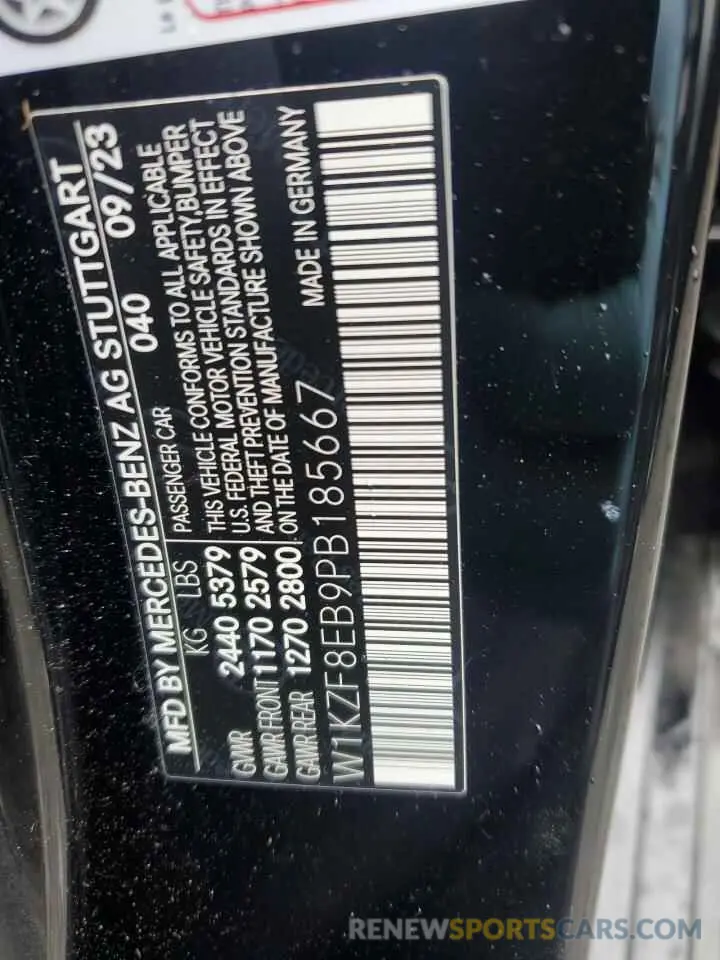 MFD BY MERCEDES-BENZ AG STUTTGART
040 09/23
KG LBS
GWR 2440 5379
GAWR FRONT 1170 2579
GAWR REAR 1270 2800
PASSENGER CAR
THIS VEHICLE CONFORMS TO ALL APPLICABLE
U.S. FEDERAL MOTOR VEHICLE SAFETY,BUMPER
AND THEFT PREVENTION STANDARDS IN EFFECT
ON THE DATE OF MANUFACTURE SHOWN ABOVE
MADE IN GERMANY
W1KZF8EB9PB185667
RENEWSPORTSCARS.COM